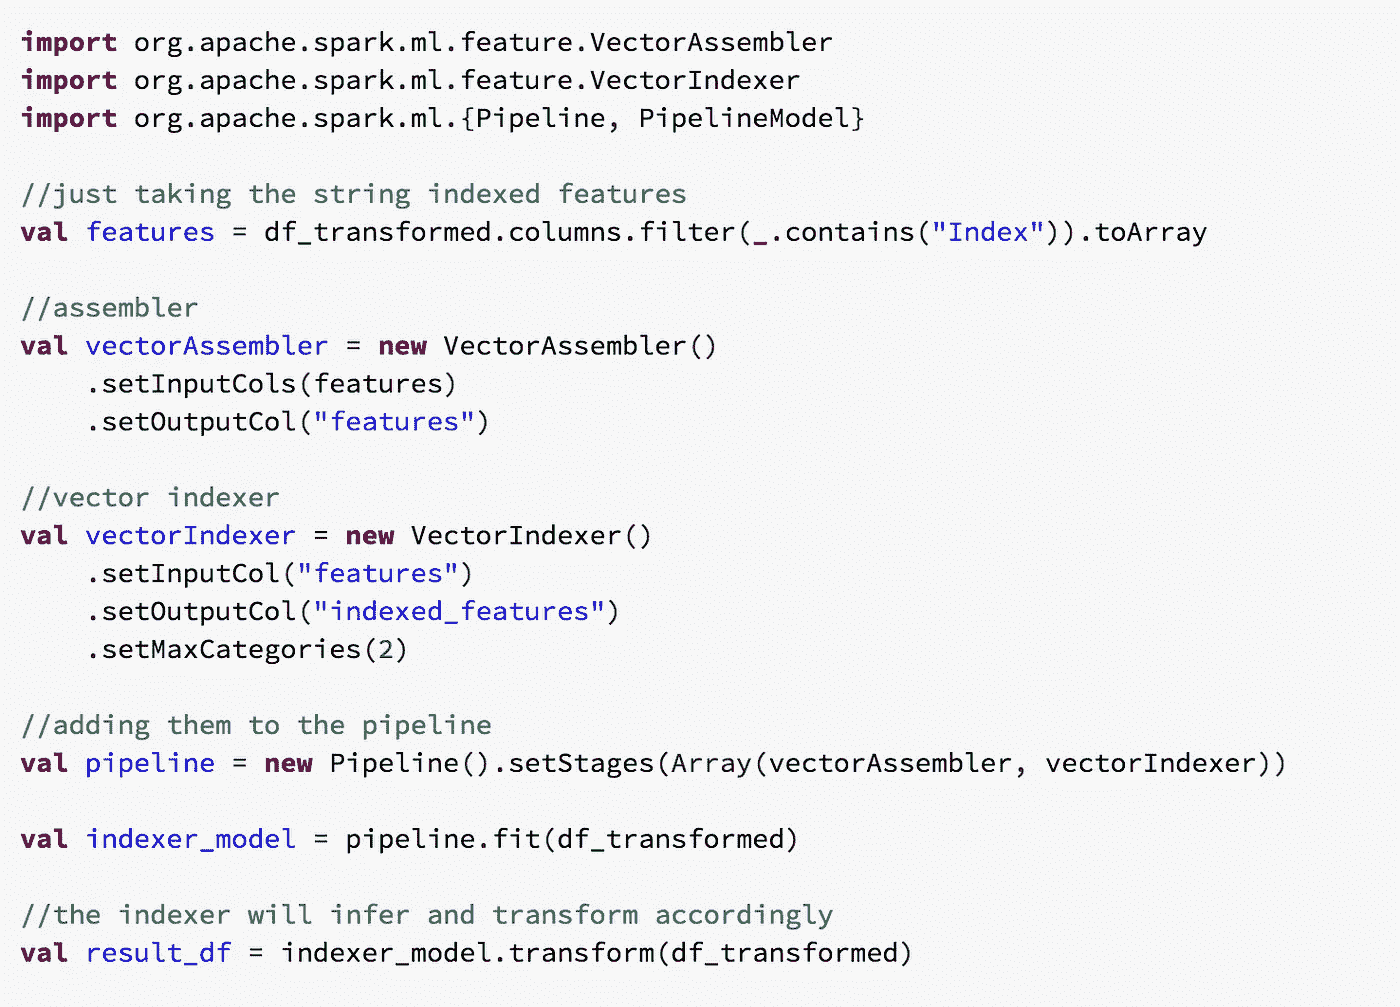 import org.apache.spark.ml.feature.VectorAssembler
import org.apache.spark.ml.feature.VectorIndexer
import org.apache.spark.ml.{Pipeline, PipelineModel}
//just taking the string indexed features
val features = df_transformed.columns.filter(_.contains("Index")).toArray
//assembler
val vectorAssembler = new VectorAssembler()
.setInputCols(features)
.setOutputCol("features")
//vector indexer
val vectorIndexer = new VectorIndexer()
.setInputCol("features")
.setOutputCol("indexed_features")
.setMaxCategories(2)
//adding them to the pipeline
val pipeline = new Pipeline().setStages(Array(vectorAssembler, vectorIndexer))
val indexer_model = pipeline.fit(df_transformed)
//the indexer will infer and transform accordingly
val result_df = indexer_model.transform(df_transformed)